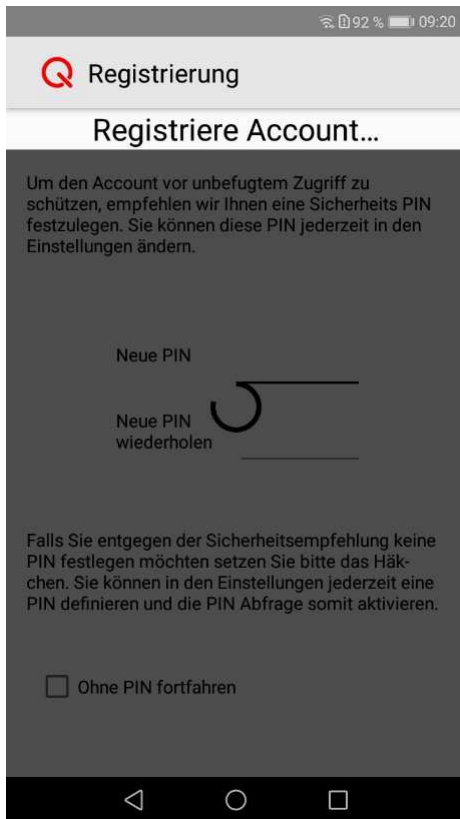 92 % 09:20
Registrierung
Registriere Account...
Um den Account vor unbefugtem Zugriff zu
schützen, empfehlen wir Ihnen eine Sicherheits PIN
festzulegen. Sie können diese PIN jederzeit in den
Einstellungen ändern.
Neue PIN
Neue PIN
wiederholen
Falls Sie entgegen der Sicherheitsempfehlung keine
PIN festlegen möchten setzen Sie bitte das Häk-
chen. Sie können in den Einstellungen jederzeit eine
PIN definieren und die PIN Abfrage somit aktivieren.
Ohne PIN fortfahren